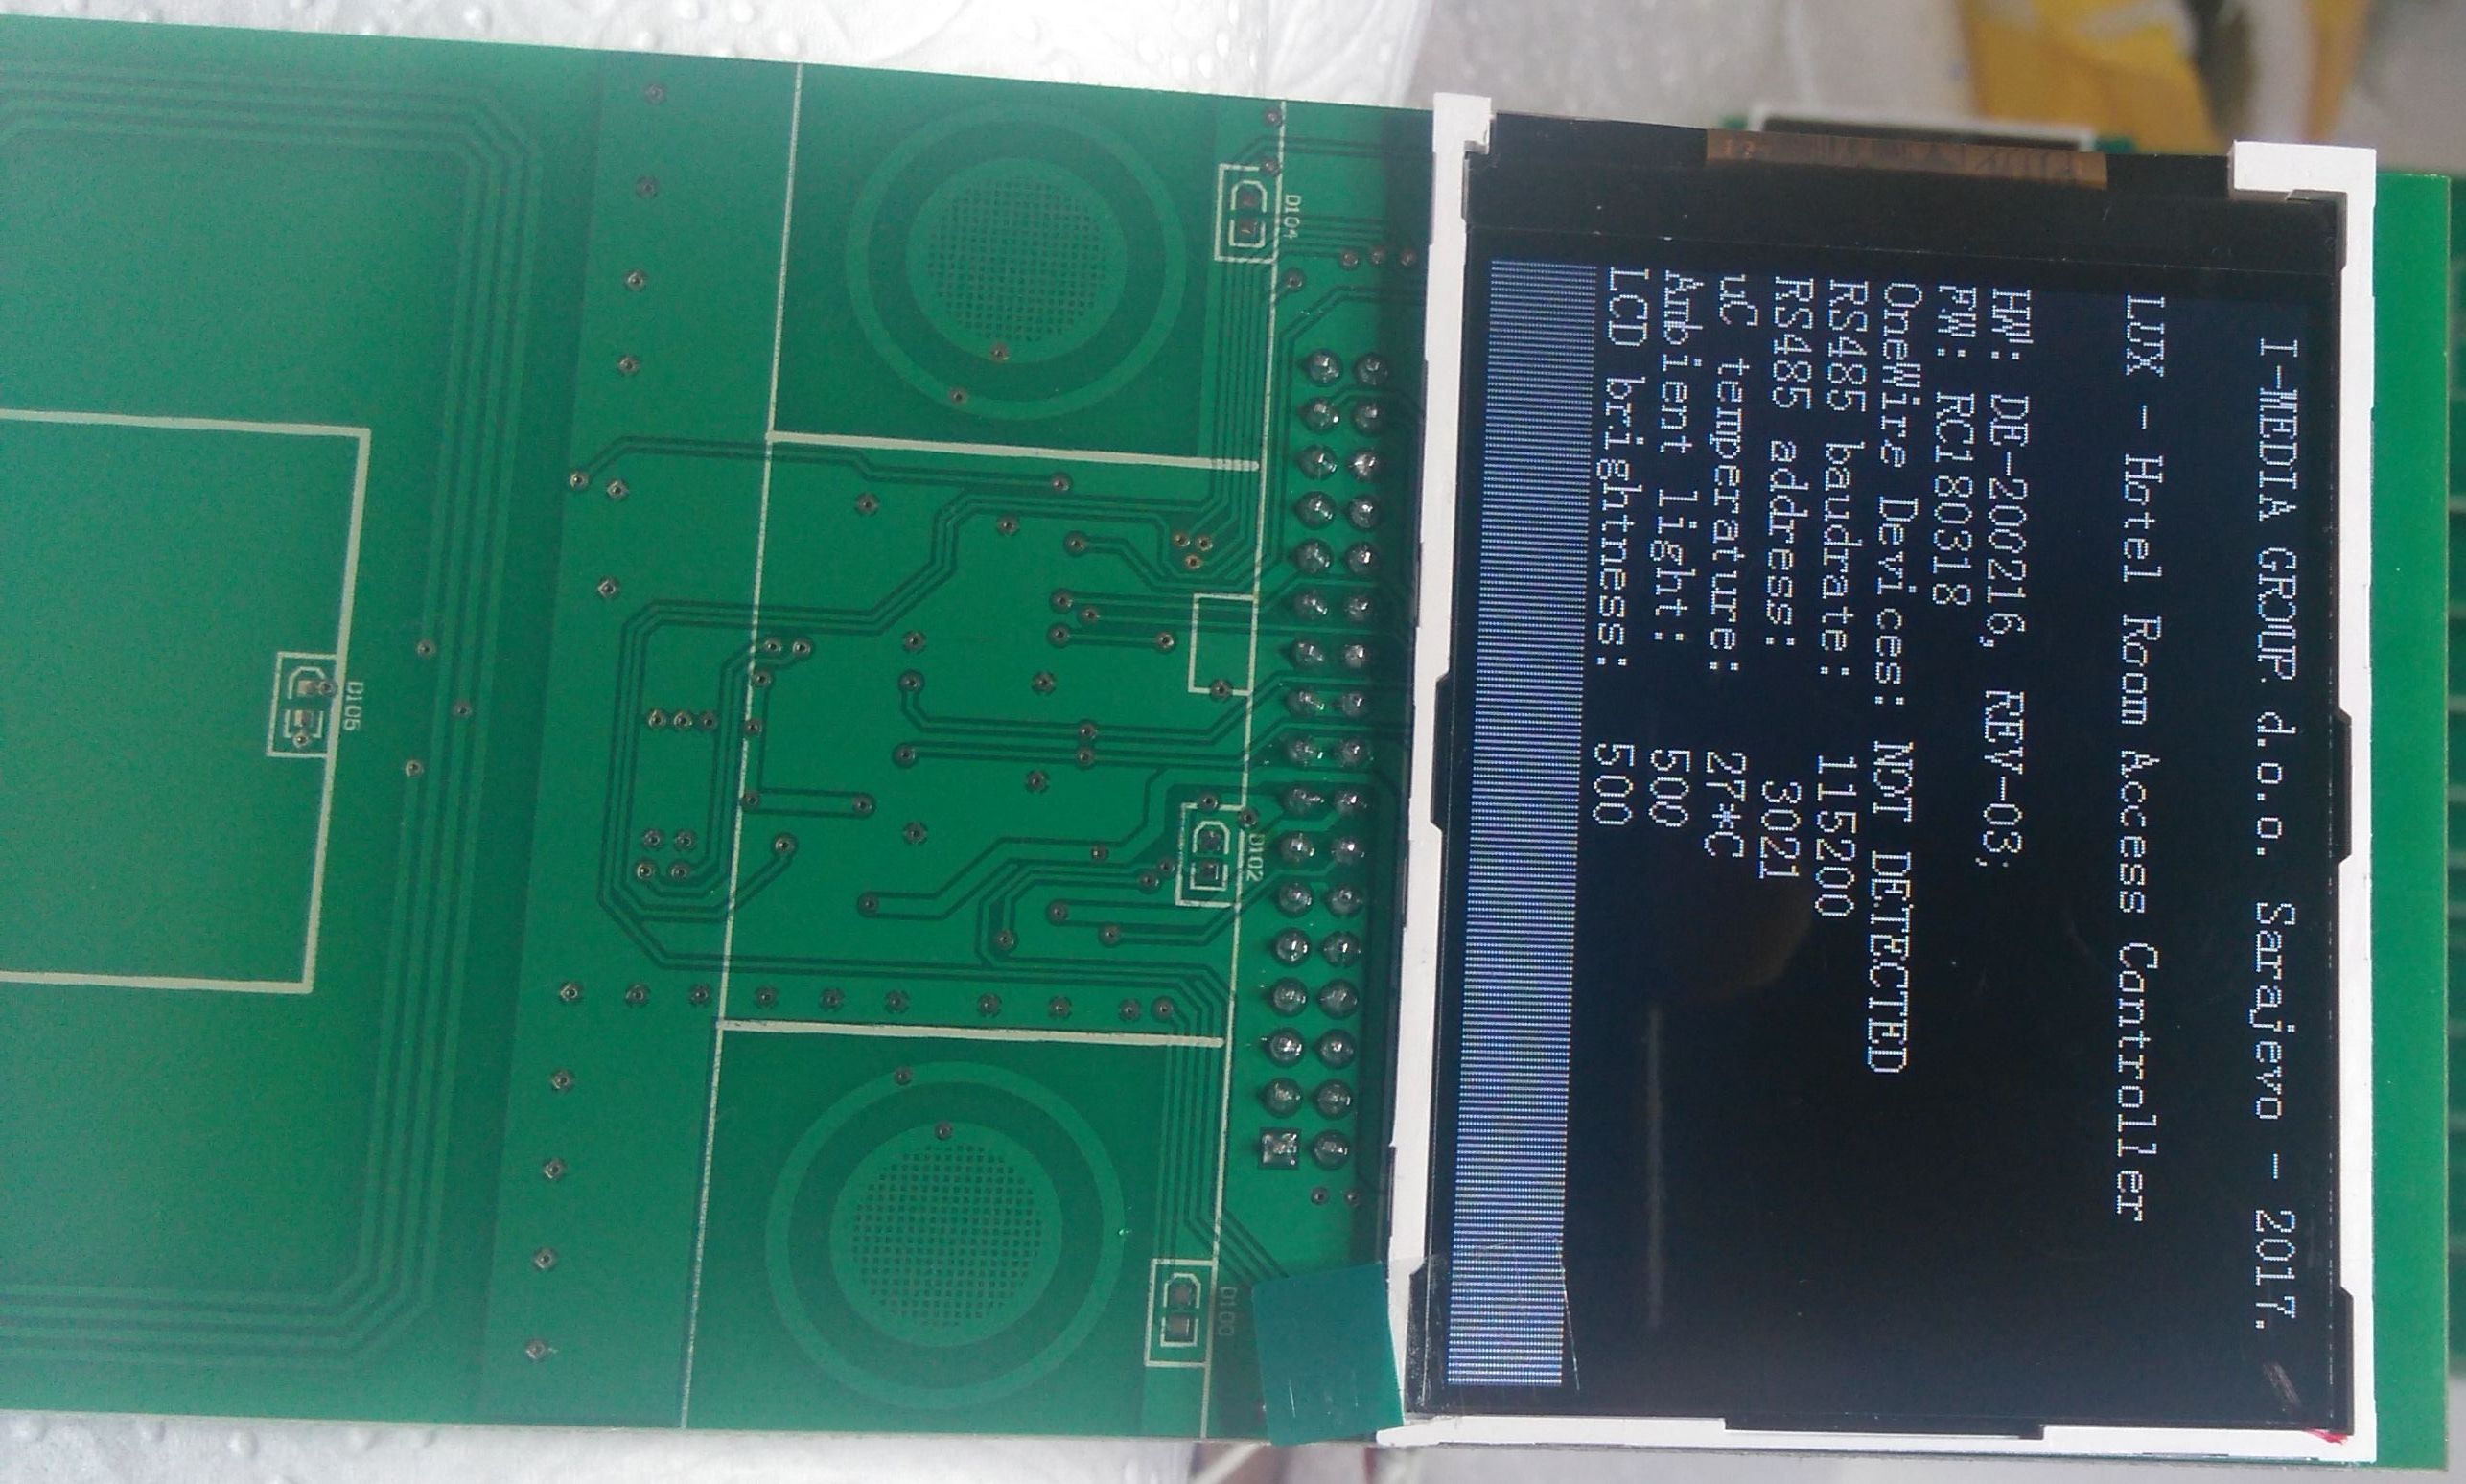 I-MEDIA GROUP d.o.o. Sarajevo - 2017.
LUX - Hotel Room Access Controller
HW: DE-200216, REV-03;
FW: RC180318
OneWire Devices: NOT DETECTED
RS485 baudrate: 115200
RS485 address: 3021
uC temperature: 27*C
Ambient light: 500
LCD brightness: 500
D104
D102
D100
D105